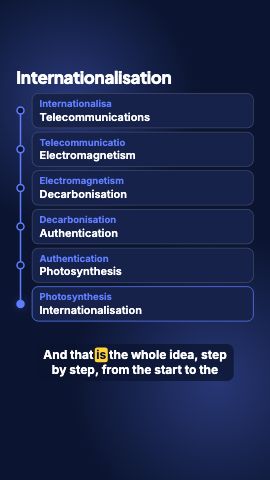 Internationalisation
Internationalisa
Telecommunications
Telecommunicatio
Electromagnetism
Electromagnetism
Decarbonisation
Decarbonisation
Authentication
Authentication
Photosynthesis
Photosynthesis
Internationalisation
And that is the whole idea, step
by step, from the start to the